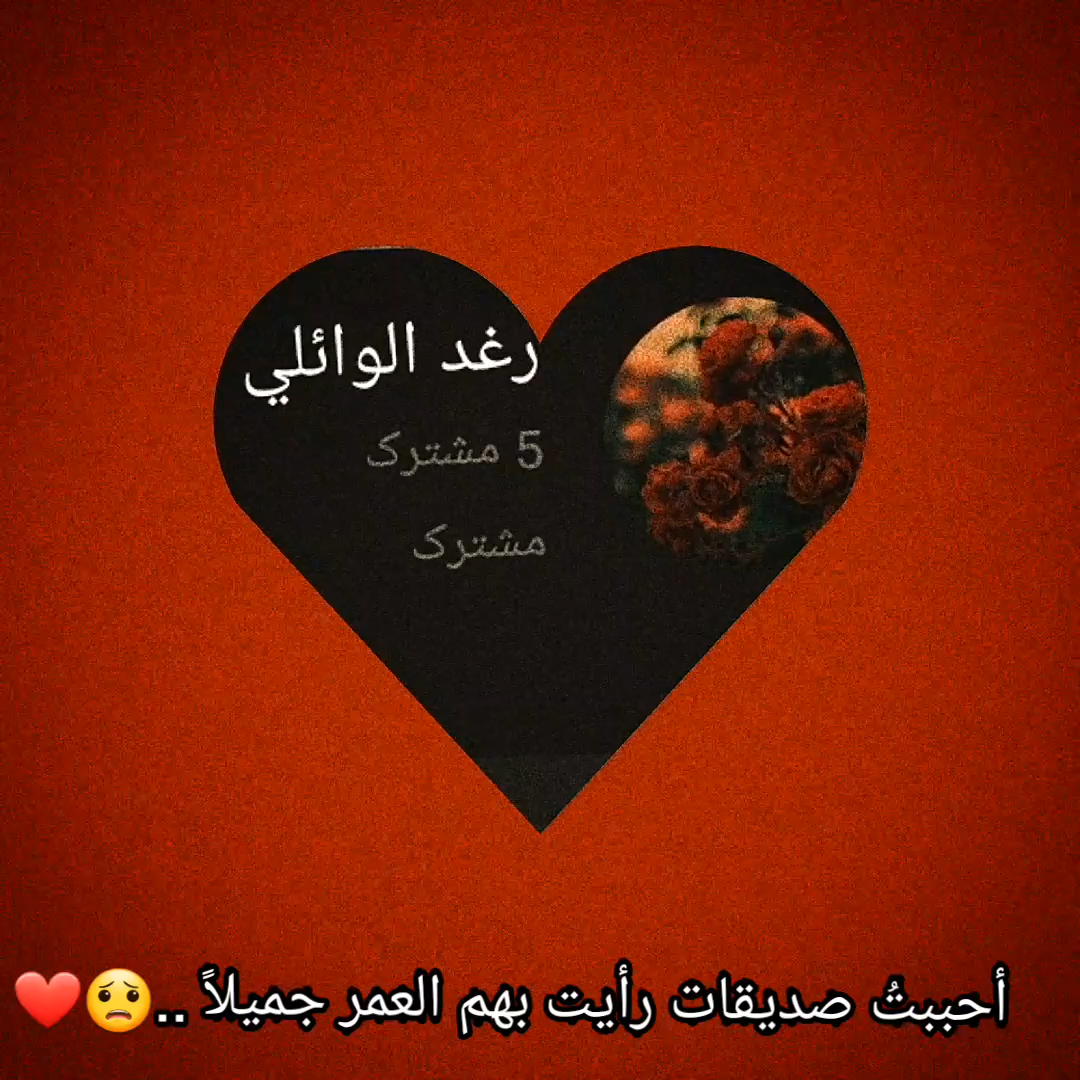 رغد الوائلي
5 مشترک
مشترک
أحببتُ صديقات رأيت بهم العمر جميلاً ..😟❤️